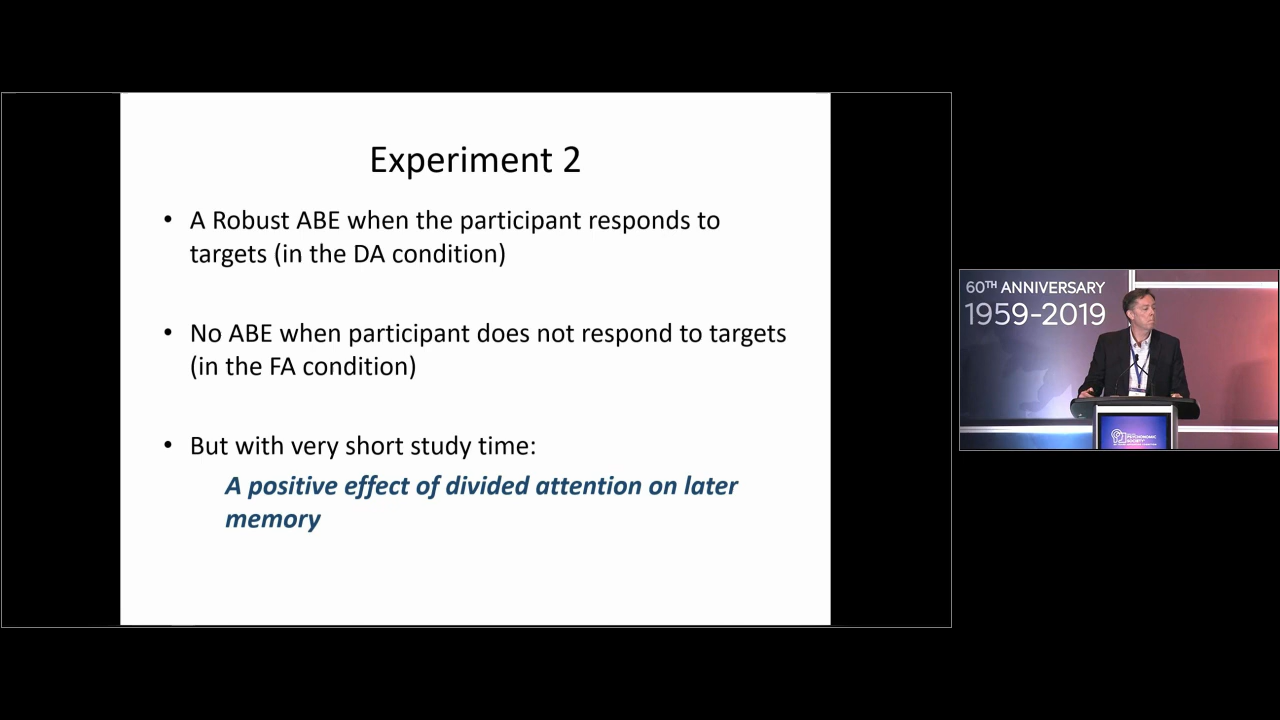 Experiment 2
• A Robust ABE when the participant responds to
targets (in the DA condition)
• No ABE when participant does not respond to targets
(in the FA condition)
• But with very short study time:
A positive effect of divided attention on later
memory
60TH ANNIVERSARY
1959-2019
PSYCHONOMIC
SOCIETY